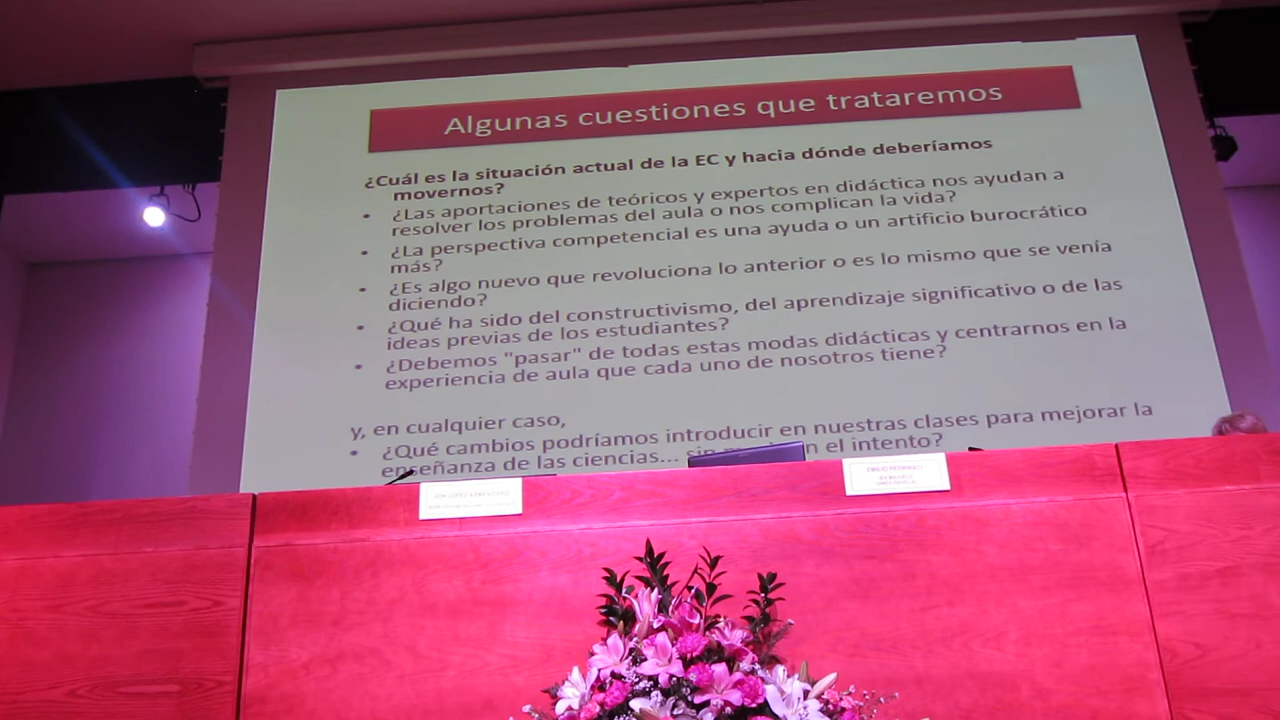 Algunas cuestiones que trataremos
¿Cuál es la situación actual de la EC y hacia dónde deberíamos
movernos?
• ¿Las aportaciones de teóricos y expertos en didáctica nos ayudan a
resolver los problemas del aula o nos complican la vida?
• ¿La perspectiva competencial es una ayuda o un artificio burocrático
más?
• ¿Es algo nuevo que revoluciona lo anterior o es lo mismo que se venía
diciendo?
• ¿Qué ha sido del constructivismo, del aprendizaje significativo o de las
ideas previas de los estudiantes?
• ¿Debemos "pasar" de todas estas modas didácticas y centrarnos en la
experiencia de aula que cada uno de nosotros tiene?
y, en cualquier caso,
• ¿Qué cambios podríamos introducir en nuestras clases para mejorar la
enseñanza de las ciencias... sin en el intento?
EMILIO PEDRINACI